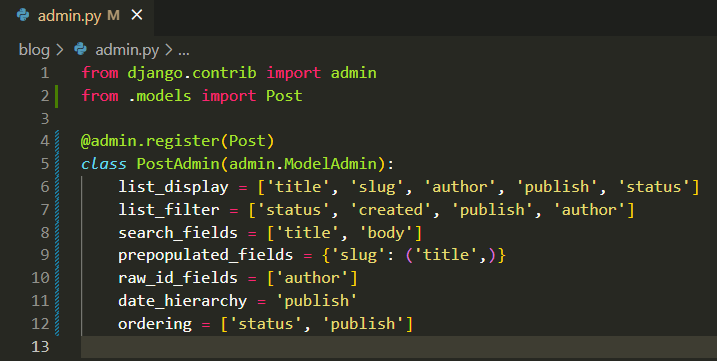 admin.py M ×
blog > admin.py > ...
1 from django.contrib import admin
2 from .models import Post
3
4 @admin.register(Post)
5 class PostAdmin(admin.ModelAdmin):
6     list_display = ['title', 'slug', 'author', 'publish', 'status']
7     list_filter = ['status', 'created', 'publish', 'author']
8     search_fields = ['title', 'body']
9     prepopulated_fields = {'slug': ('title',)}
10     raw_id_fields = ['author']
11     date_hierarchy = 'publish'
12     ordering = ['status', 'publish']
13